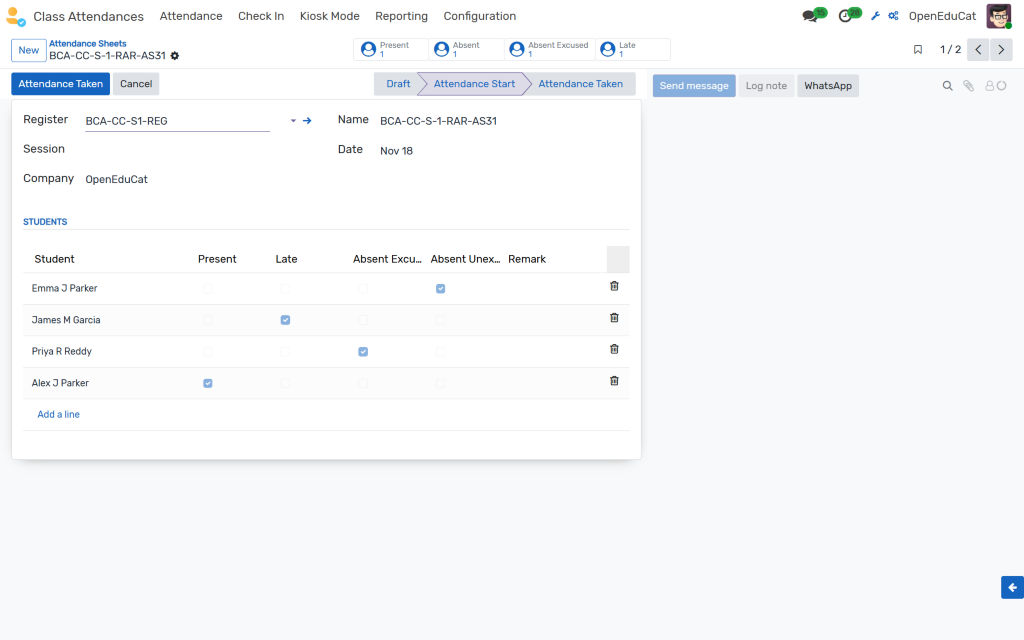 Class Attendances Attendance Check In Kiosk Mode Reporting Configuration 15 28 OpenEduCat
New Attendance Sheets BCA-CC-S-1-RAR-AS31
Present 1 Absent 1 Absent Excused 1 Late 1
1 / 2
Attendance Taken Cancel Draft Attendance Start Attendance Taken Send message Log note WhatsApp
Register BCA-CC-S1-REG Name BCA-CC-S-1-RAR-AS31
Session Date Nov 18
Company OpenEduCat
STUDENTS
Student Present Late Absent Excu... Absent Unex... Remark
Emma J Parker
James M Garcia
Priya R Reddy
Alex J Parker
Add a line